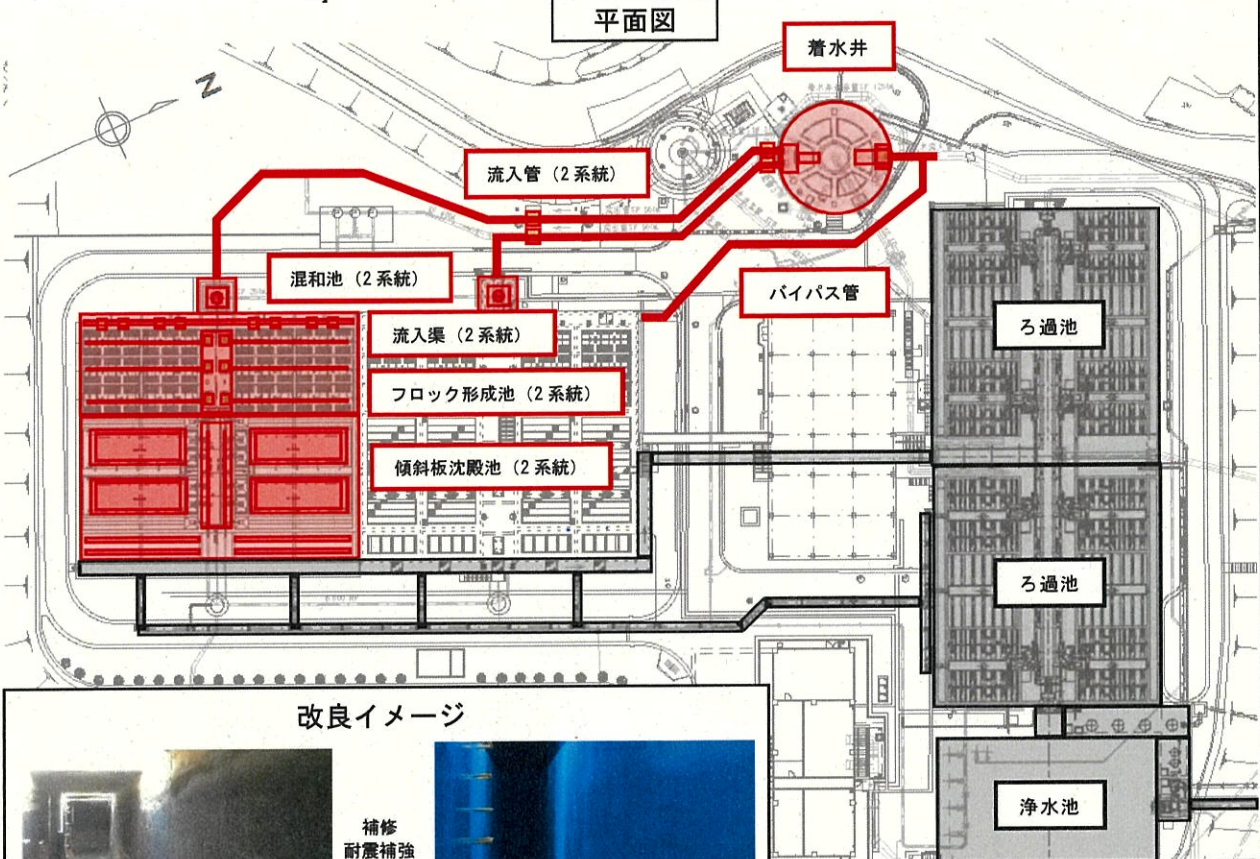 平面図
着水井
N
流入管（2系統）
混和池（2系統）
バイパス管
流入渠（2系統）
ろ過池
フロック形成池（2系統）
傾斜板沈殿池（2系統）
ろ過池
改良イメージ
浄水池
補修
耐震補強